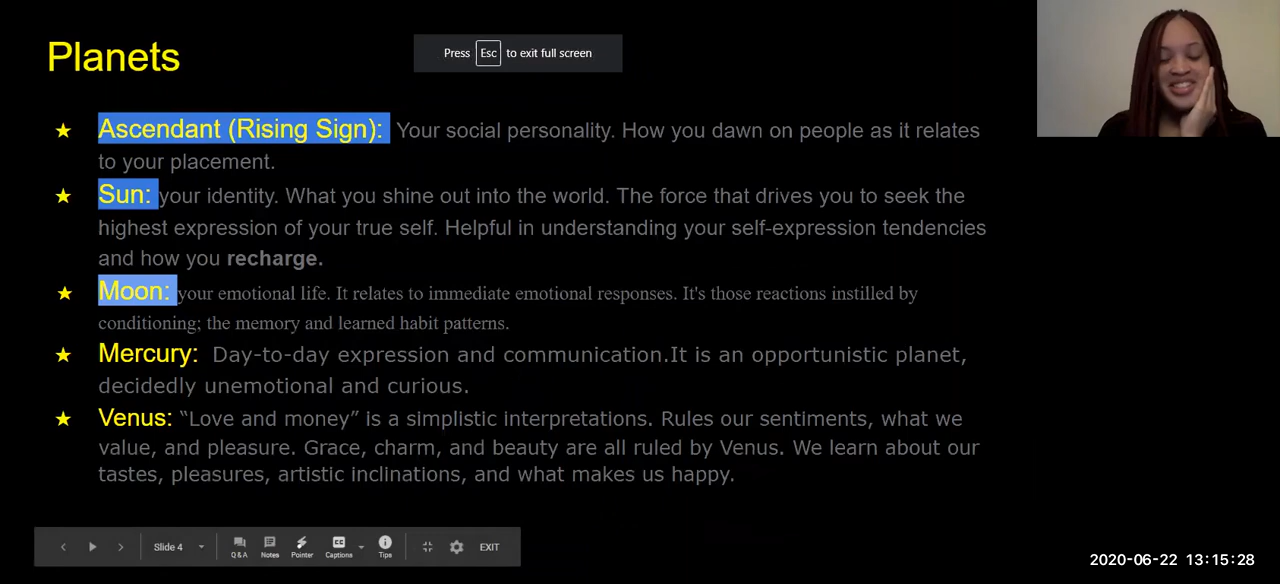 Planets
Press Esc to exit full screen
★ Ascendant (Rising Sign): Your social personality. How you dawn on people as it relates
to your placement.
★ Sun: your identity. What you shine out into the world. The force that drives you to seek the
highest expression of your true self. Helpful in understanding your self-expression tendencies
and how you recharge.
★ Moon: your emotional life. It relates to immediate emotional responses. It's those reactions instilled by
conditioning; the memory and learned habit patterns.
★ Mercury: Day-to-day expression and communication.It is an opportunistic planet,
decidedly unemotional and curious.
★ Venus: “Love and money” is a simplistic interpretations. Rules our sentiments, what we
value, and pleasure. Grace, charm, and beauty are all ruled by Venus. We learn about our
tastes, pleasures, artistic inclinations, and what makes us happy.
Slide 4 Q&A Notes Pointer Captions Tips EXIT
2020-06-22 13:15:28